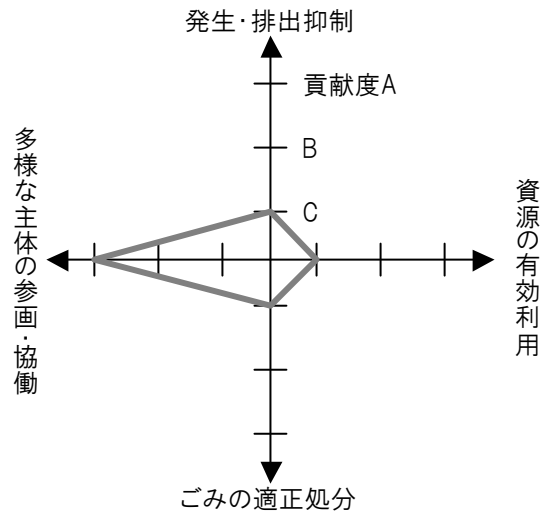 発生・排出抑制
貢献度A
B
C
多様な主体の参画・協働
資源の有効利用
ごみの適正処分